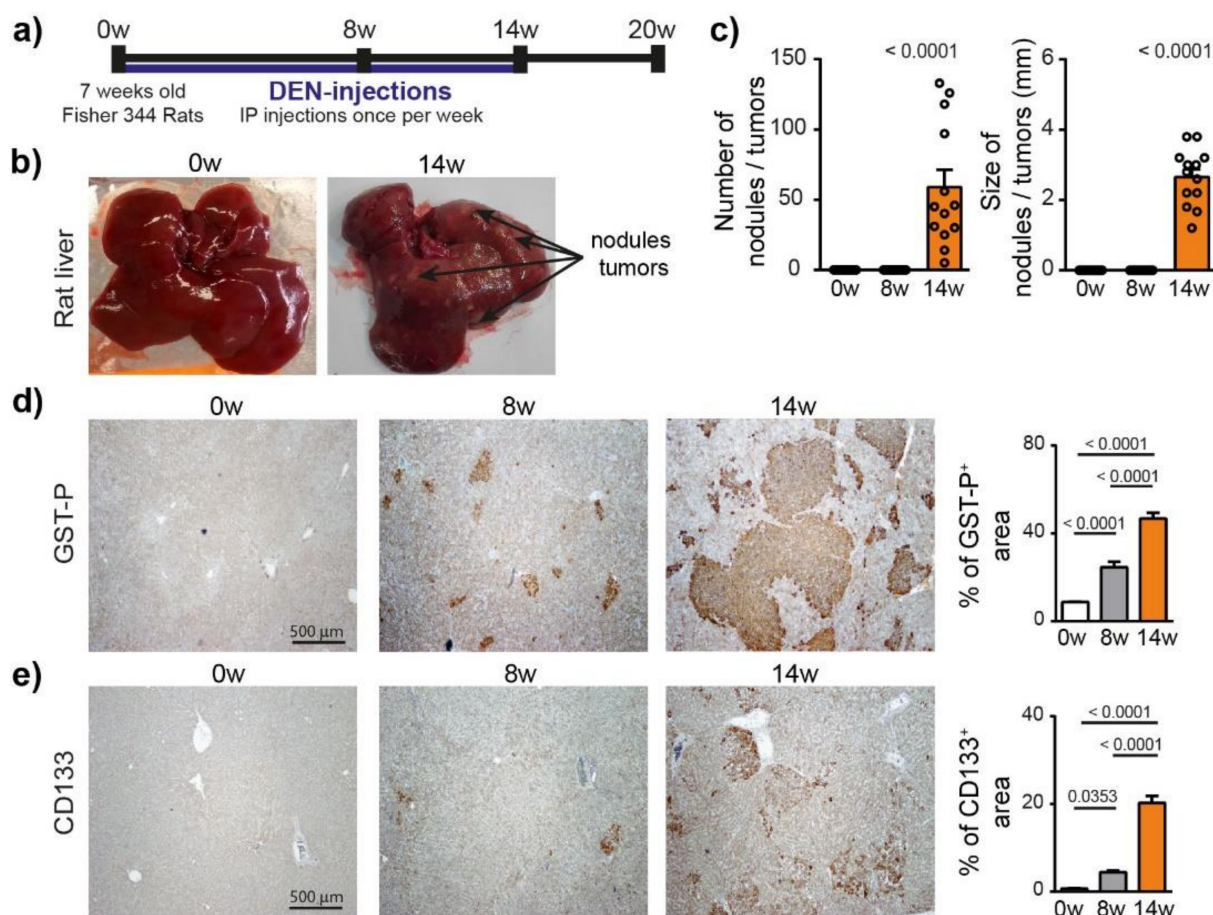 a)
0w 8w 14w 20w
7 weeks old
Fisher 344 Rats
DEN-injections
IP injections once per week
b)
0w 14w
Rat liver
nodules
tumors
c)
Number of
nodules / tumors
150
100
50
0
< 0.0001
0w 8w 14w
Size of
nodules / tumors (mm)
6
4
2
0
< 0.0001
0w 8w 14w
d)
0w 8w 14w
GST-P
500 µm
% of GST-P+
area
80
40
0
< 0.0001
< 0.0001
< 0.0001
0w 8w 14w
e)
0w 8w 14w
CD133
500 µm
% of CD133+
area
40
20
0
< 0.0001
< 0.0001
0.0353
0w 8w 14w